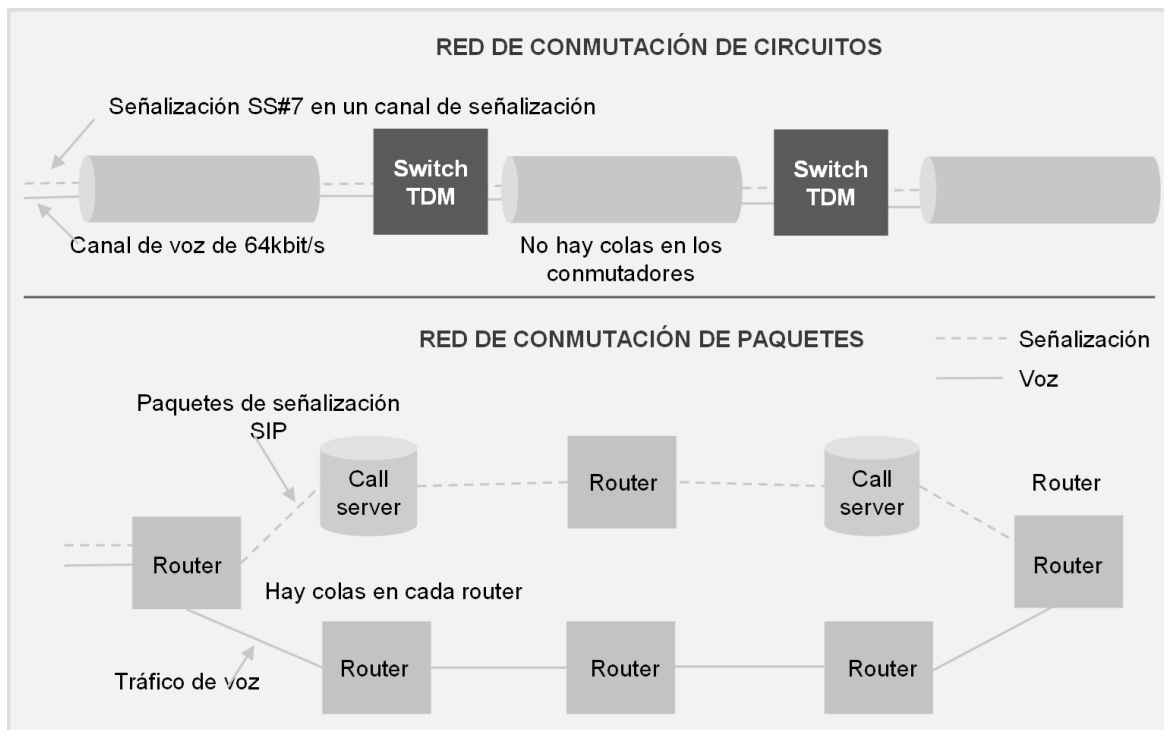 RED DE CONMUTACIÓN DE CIRCUITOS
Señalización SS#7 en un canal de señalización
Switch
TDM
Switch
TDM
Canal de voz de 64kbit/s
No hay colas en los
conmutadores
RED DE CONMUTACIÓN DE PAQUETES
Señalización
Voz
Paquetes de señalización
SIP
Call
server
Router
Call
server
Router
Router
Router
Hay colas en cada router
Router
Router
Router
Tráfico de voz